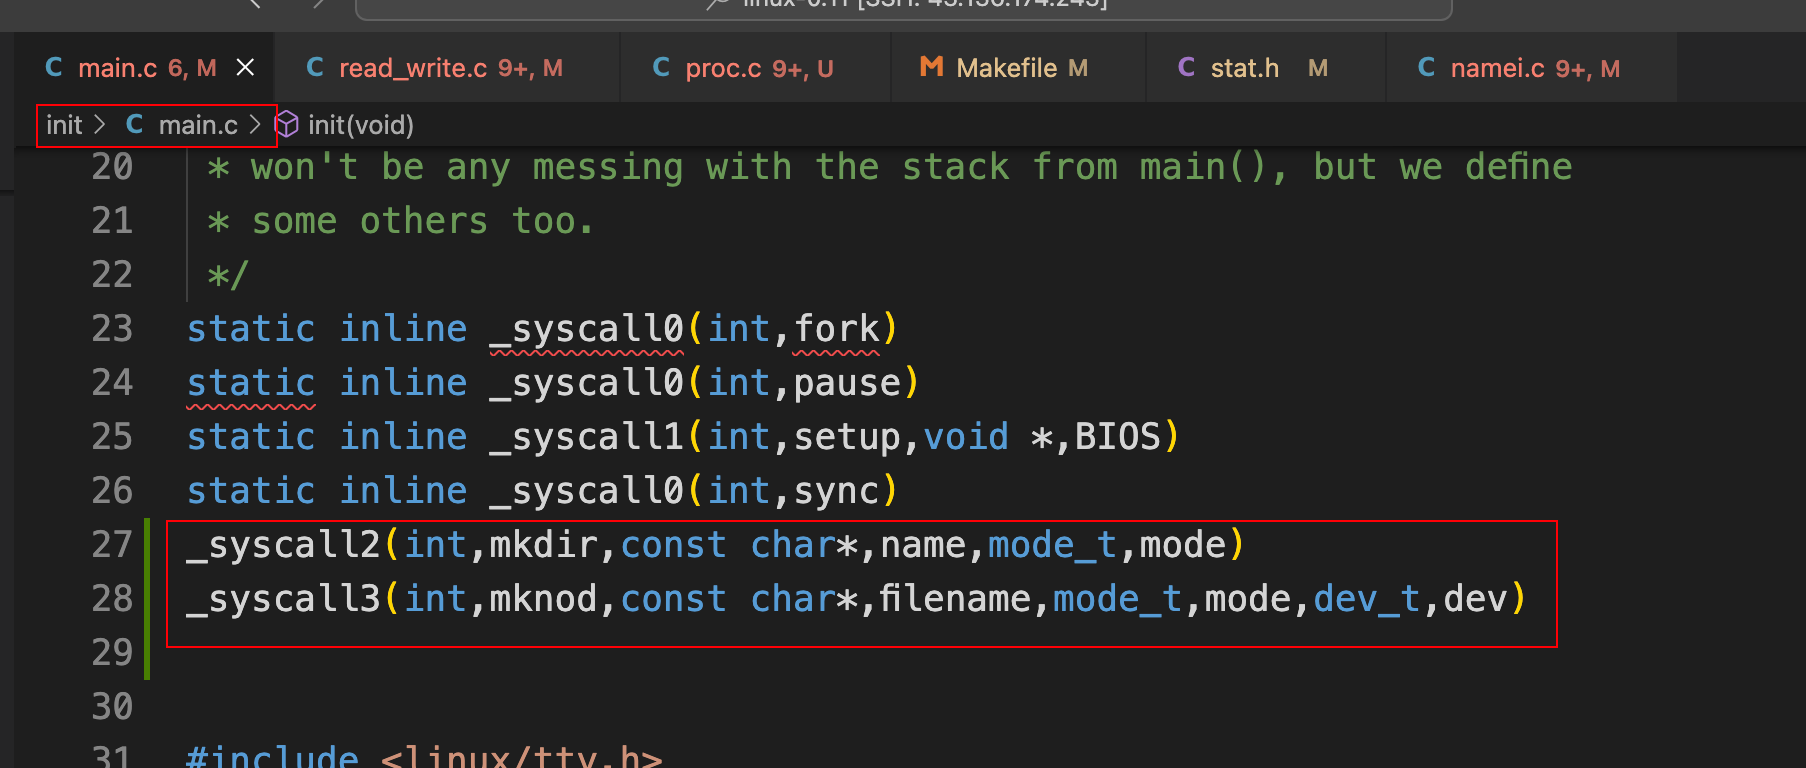 linux-0.11 [SSH: 43.136.174.243]
main.c 6, M
read_write.c 9+, M
proc.c 9+, U
Makefile M
stat.h M
namei.c 9+, M
init > C main.c > init(void)
20 * won't be any messing with the stack from main(), but we define
21 * some others too.
22 */
23 static inline _syscall0(int,fork)
24 static inline _syscall0(int,pause)
25 static inline _syscall1(int,setup,void *,BIOS)
26 static inline _syscall0(int,sync)
27 _syscall2(int,mkdir,const char*,name,mode_t,mode)
28 _syscall3(int,mknod,const char*,filename,mode_t,mode,dev_t,dev)
29
30
31 #include <linux/tty.h>